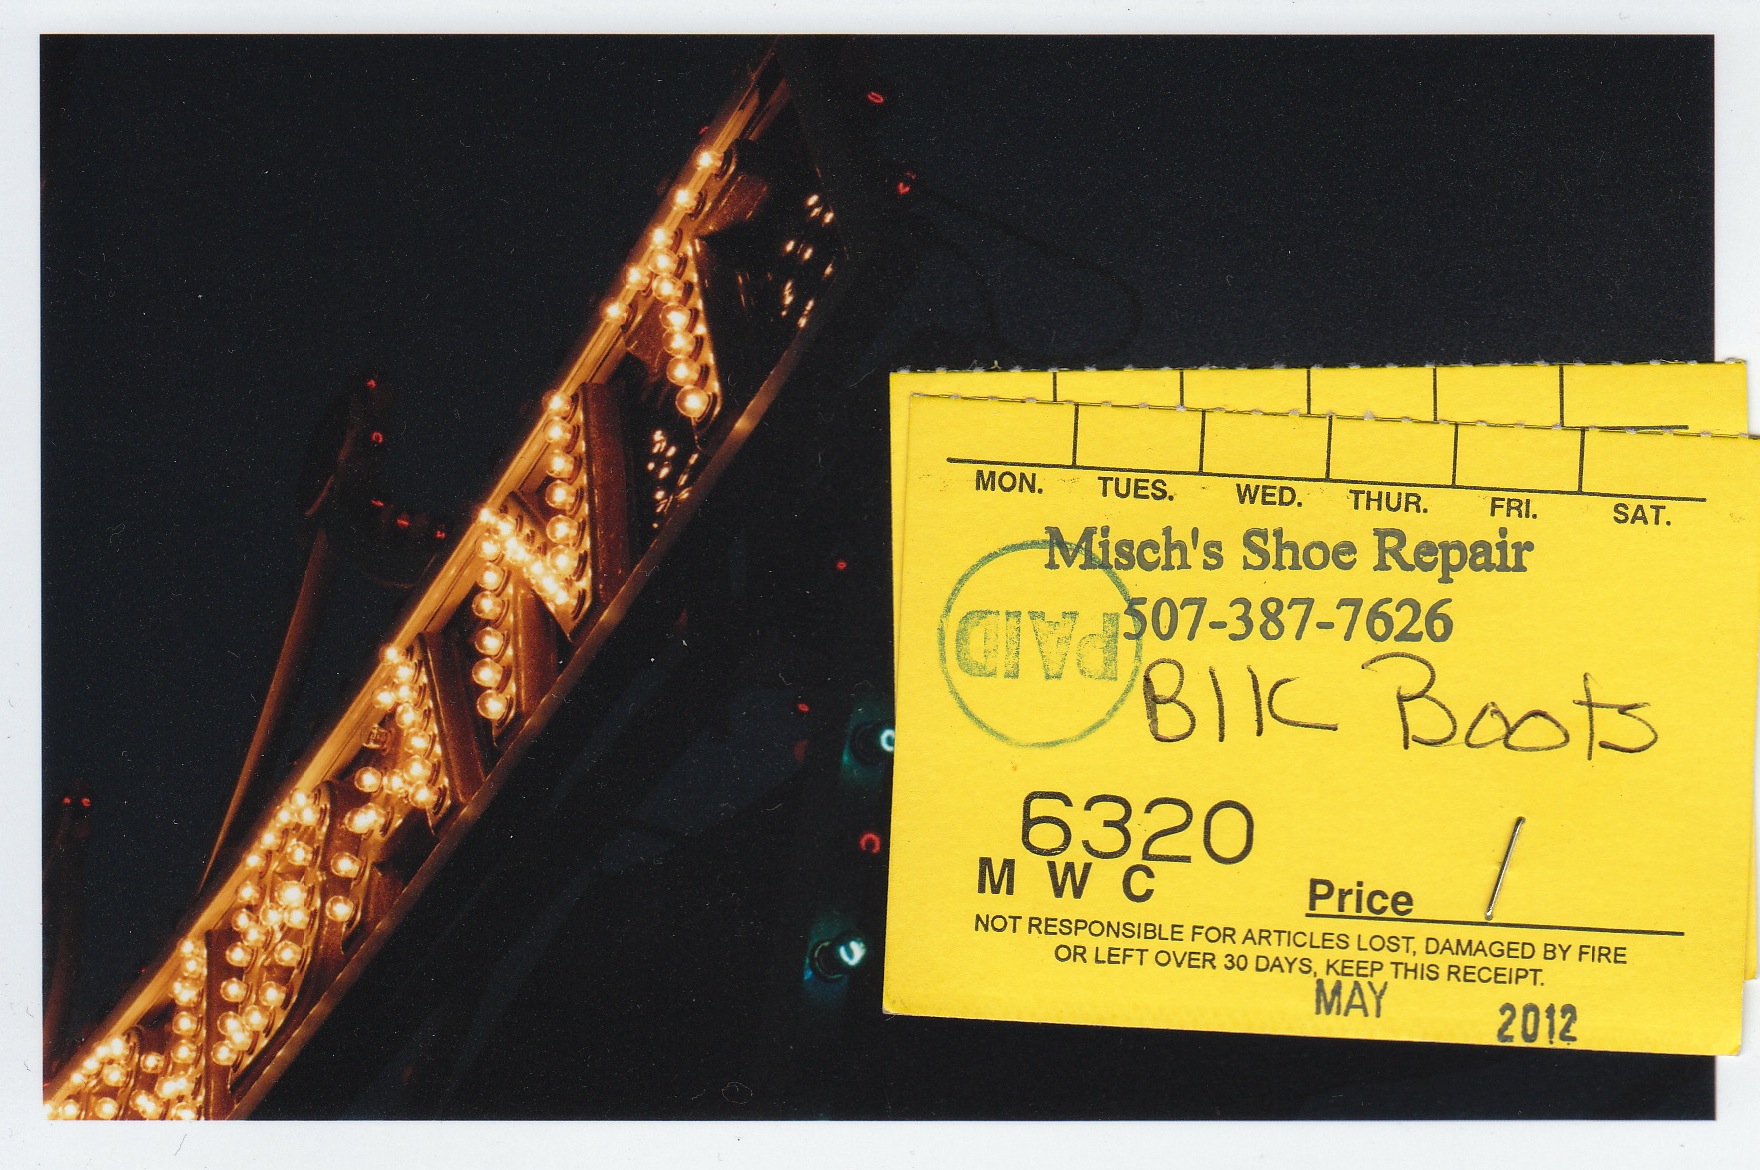 MON. TUES. WED. THUR. FRI. SAT.
Misch's Shoe Repair
507-387-7626
PAID
Blk Boots
6320
M W C
Price
NOT RESPONSIBLE FOR ARTICLES LOST, DAMAGED BY FIRE
OR LEFT OVER 30 DAYS, KEEP THIS RECEIPT.
MAY 2012